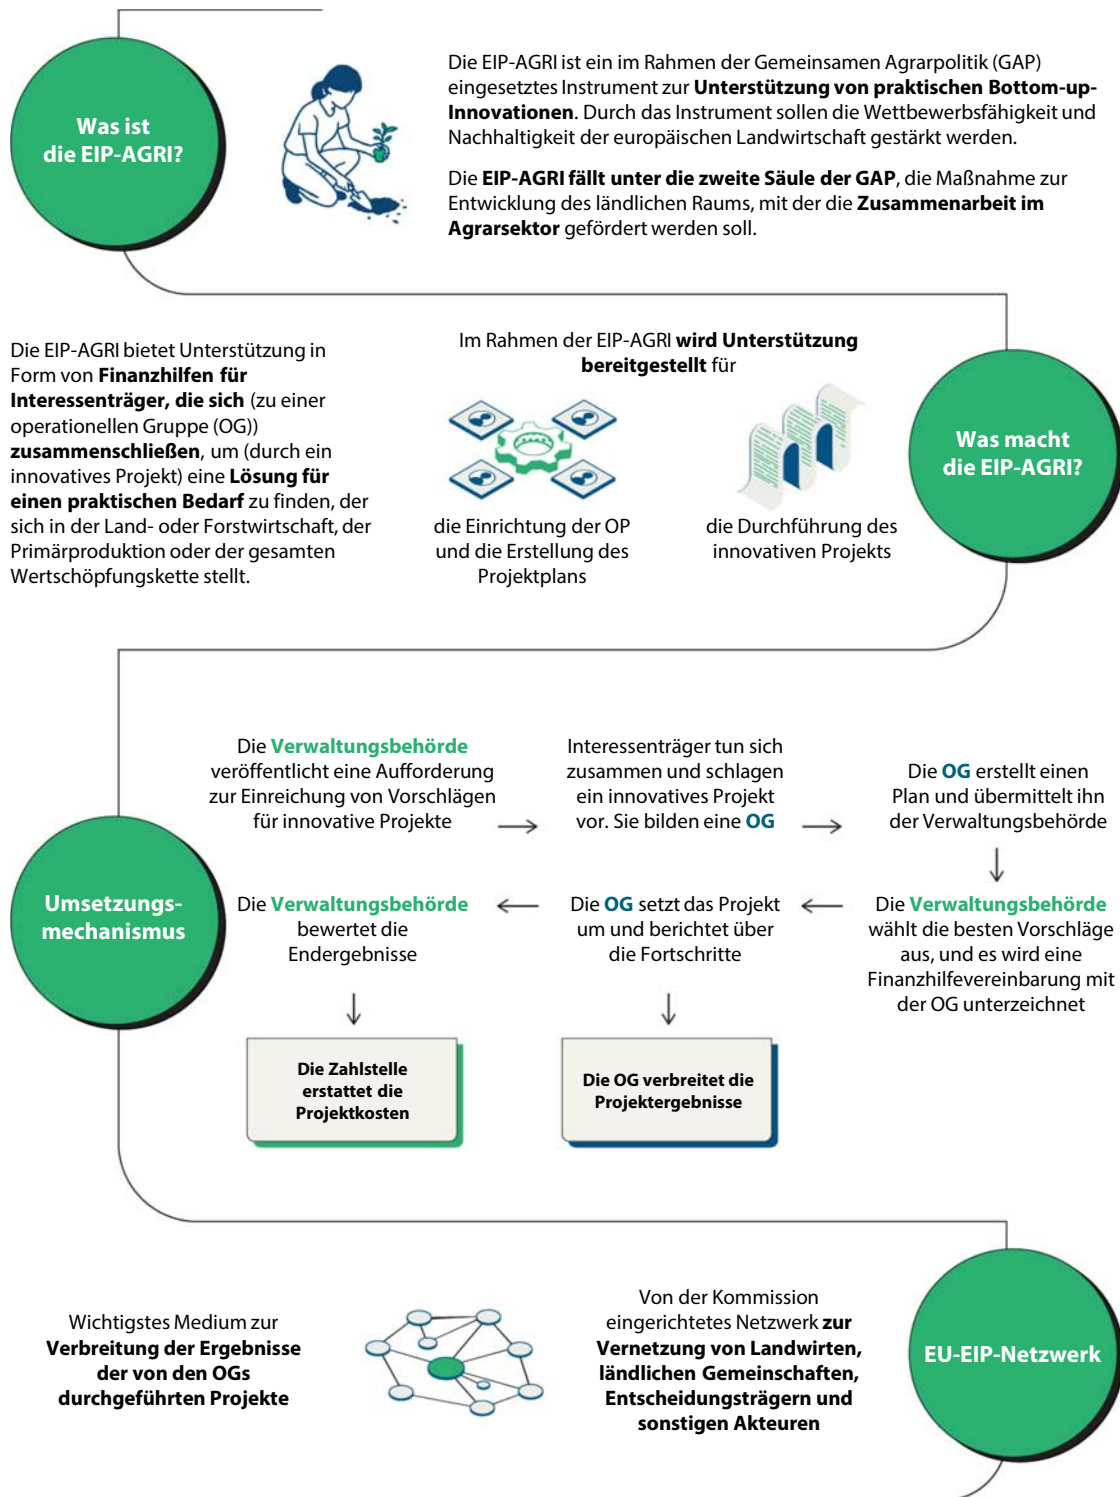 Was ist
die EIP-AGRI?
Die EIP-AGRI ist ein im Rahmen der Gemeinsamen Agrarpolitik (GAP)
eingesetztes Instrument zur Unterstützung von praktischen Bottom-up-
Innovationen. Durch das Instrument sollen die Wettbewerbsfähigkeit und
Nachhaltigkeit der europäischen Landwirtschaft gestärkt werden.
Die EIP-AGRI fällt unter die zweite Säule der GAP, die Maßnahme zur
Entwicklung des ländlichen Raums, mit der die Zusammenarbeit im
Agrarsektor gefördert werden soll.
Was macht
die EIP-AGRI?
Die EIP-AGRI bietet Unterstützung in
Form von Finanzhilfen für
Interessenträger, die sich (zu einer
operationellen Gruppe (OG))
zusammenschließen, um (durch ein
innovatives Projekt) eine Lösung für
einen praktischen Bedarf zu finden, der
sich in der Land- oder Forstwirtschaft, der
Primärproduktion oder der gesamten
Wertschöpfungskette stellt.
Im Rahmen der EIP-AGRI wird Unterstützung
bereitgestellt für
die Einrichtung der OP
und die Erstellung des
Projektplans
die Durchführung des
innovativen Projekts
Umsetzungs-
mechanismus
Die Verwaltungsbehörde
veröffentlicht eine Aufforderung
zur Einreichung von Vorschlägen
für innovative Projekte
Interessenträger tun sich
zusammen und schlagen
ein innovatives Projekt
vor. Sie bilden eine OG
Die OG erstellt einen
Plan und übermittelt ihn
der Verwaltungsbehörde
Die Verwaltungsbehörde
wählt die besten Vorschläge
aus, und es wird eine
Finanzhilfevereinbarung mit
der OG unterzeichnet
Die OG setzt das Projekt
um und berichtet über
die Fortschritte
Die Verwaltungsbehörde
bewertet die
Endergebnisse
Die Zahlstelle
erstattet die
Projektkosten
Die OG verbreitet die
Projektergebnisse
EU-EIP-Netzwerk
Wichtigstes Medium zur
Verbreitung der Ergebnisse
der von den OGs
durchgeführten Projekte
Von der Kommission
eingerichtetes Netzwerk zur
Vernetzung von Landwirten,
ländlichen Gemeinschaften,
Entscheidungsträgern und
sonstigen Akteuren